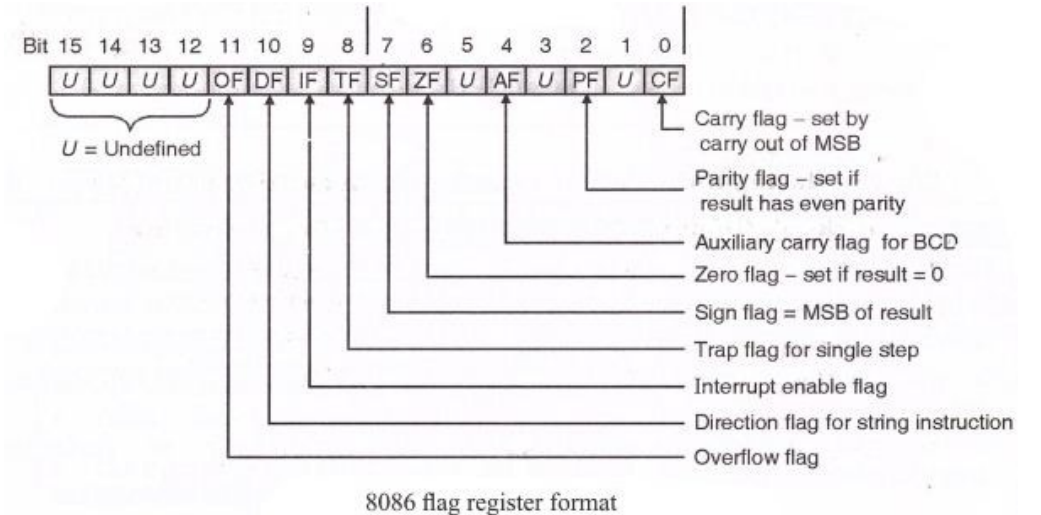 Bit 15 14 13 12 11 10 9 8 7 6 5 4 3 2 1 0
U U U U OF DF IF TF SF ZF U AF U PF U CF
U = Undefined
Carry flag – set by
carry out of MSB
Parity flag – set if
result has even parity
Auxiliary carry flag for BCD
Zero flag – set if result = 0
Sign flag = MSB of result
Trap flag for single step
Interrupt enable flag
Direction flag for string instruction
Overflow flag
8086 flag register format